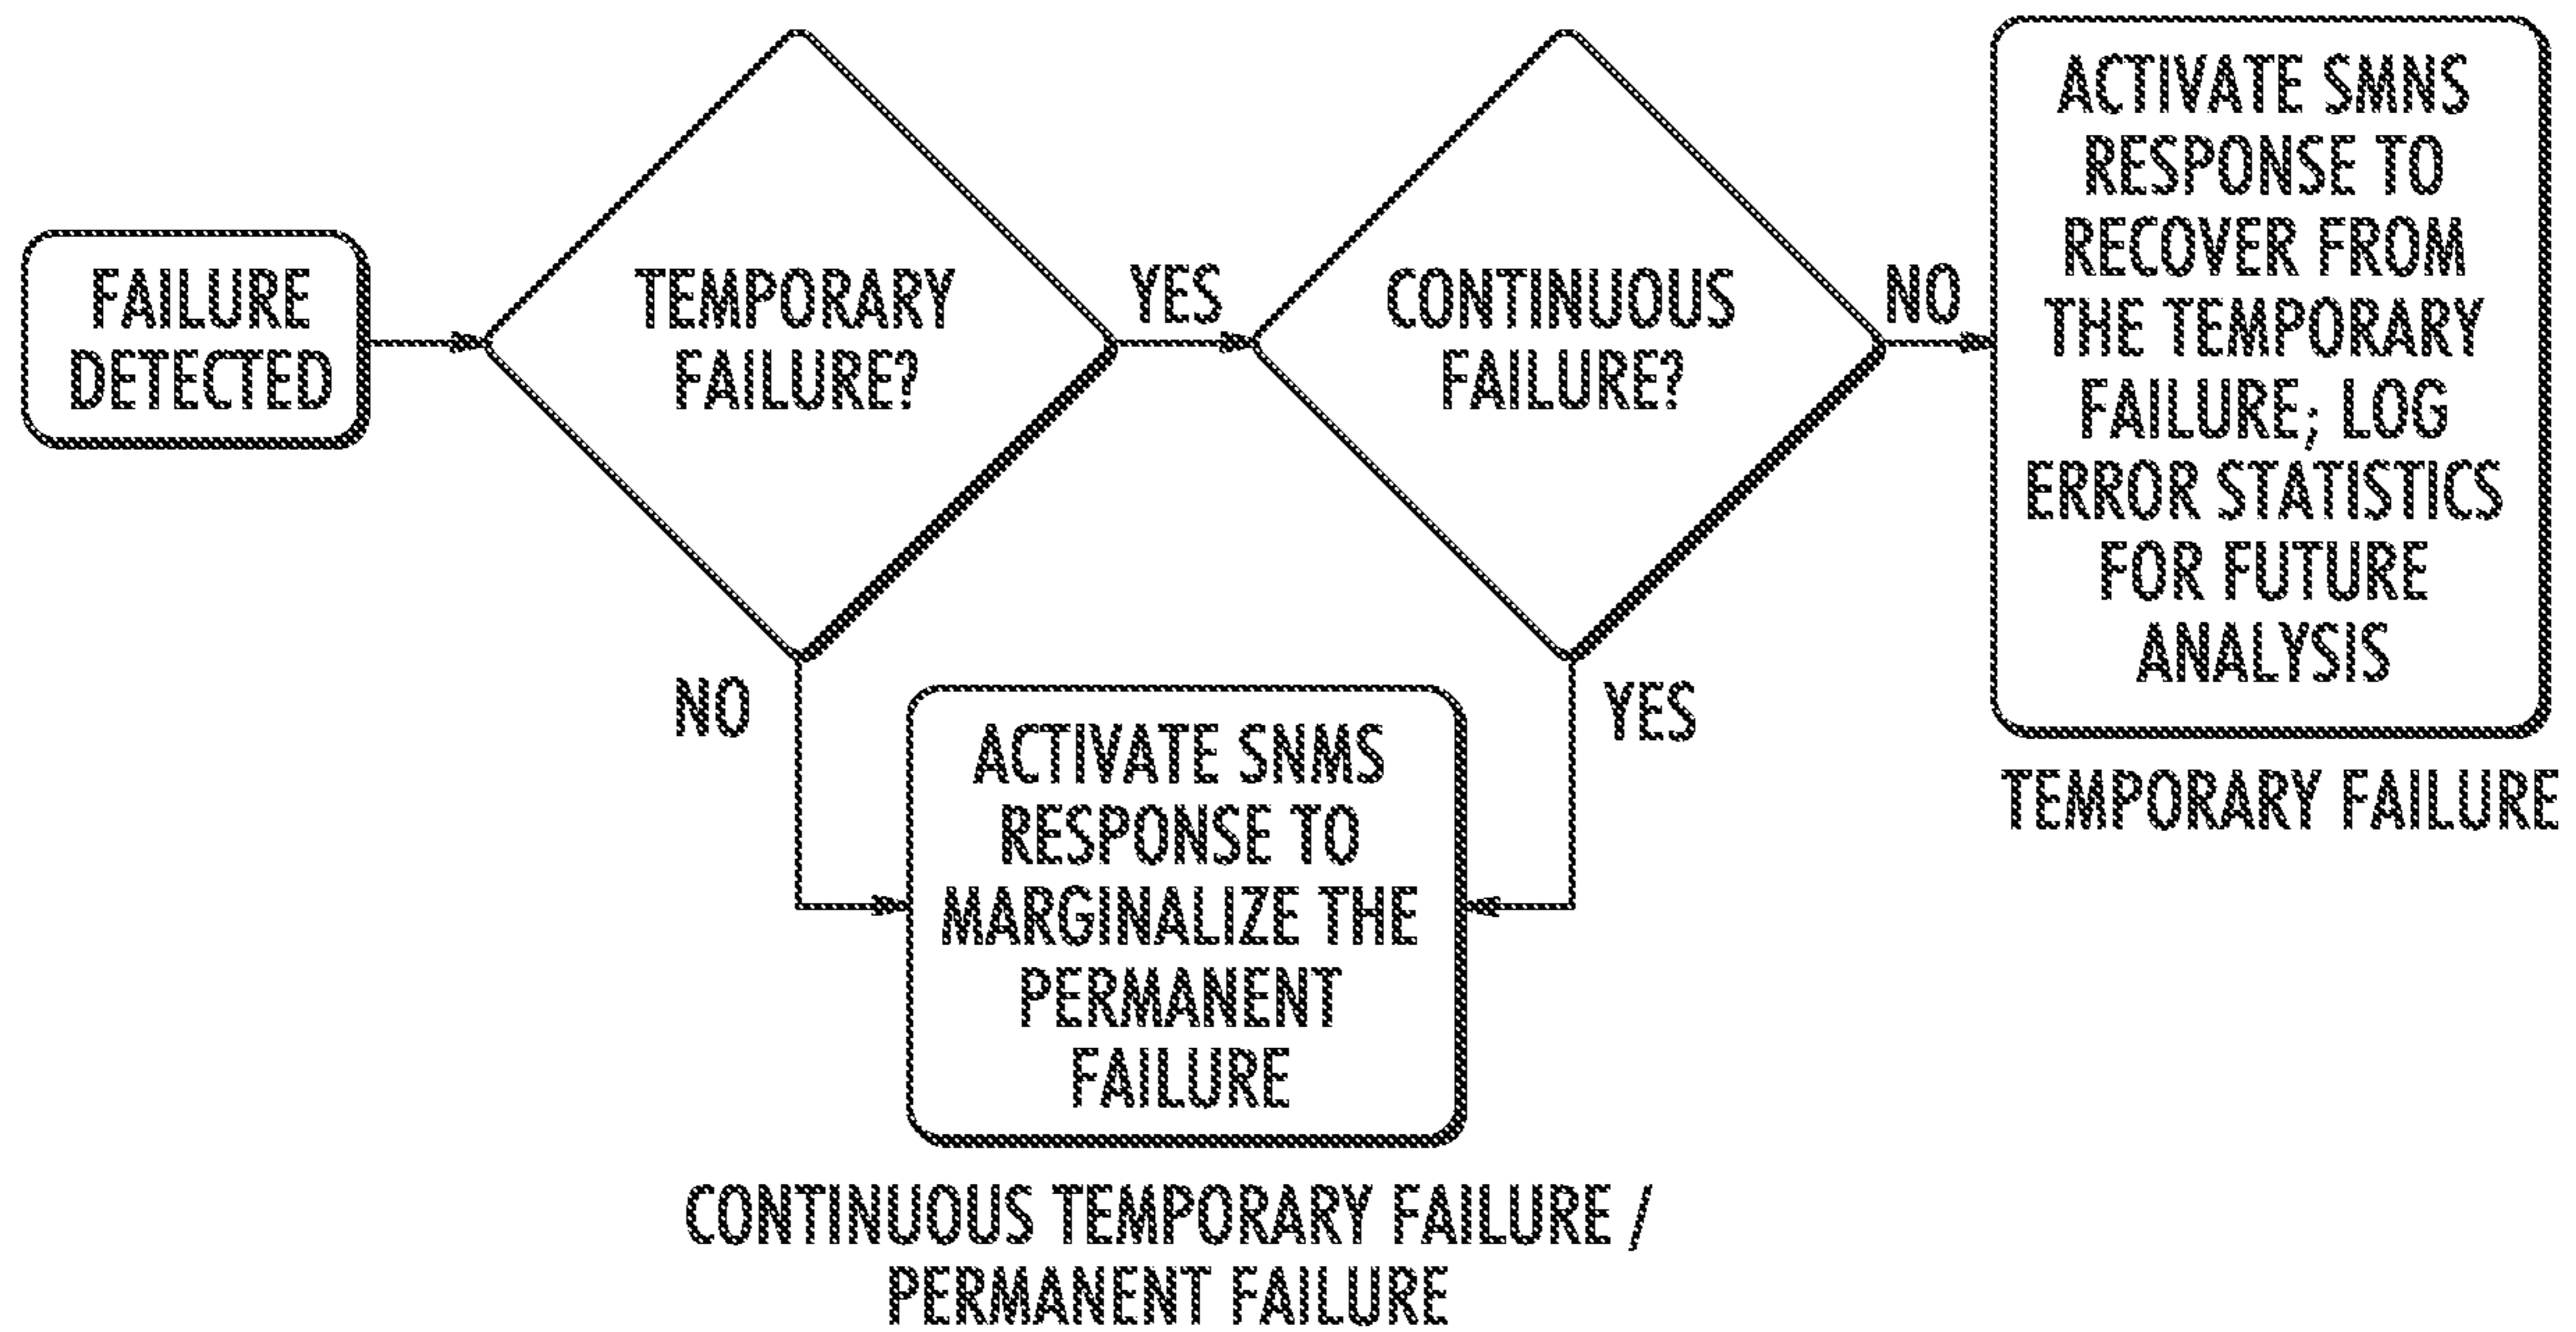 FAILURE
DETECTED
TEMPORARY
FAILURE?
YES
NO
CONTINUOUS
FAILURE?
NO
YES
ACTIVATE SMNS
RESPONSE TO
RECOVER FROM
THE TEMPORARY
FAILURE; LOG
ERROR STATISTICS
FOR FUTURE
ANALYSIS
TEMPORARY FAILURE
ACTIVATE SNMS
RESPONSE TO
MARGINALIZE THE
PERMANENT
FAILURE
CONTINUOUS TEMPORARY FAILURE /
PERMANENT FAILURE